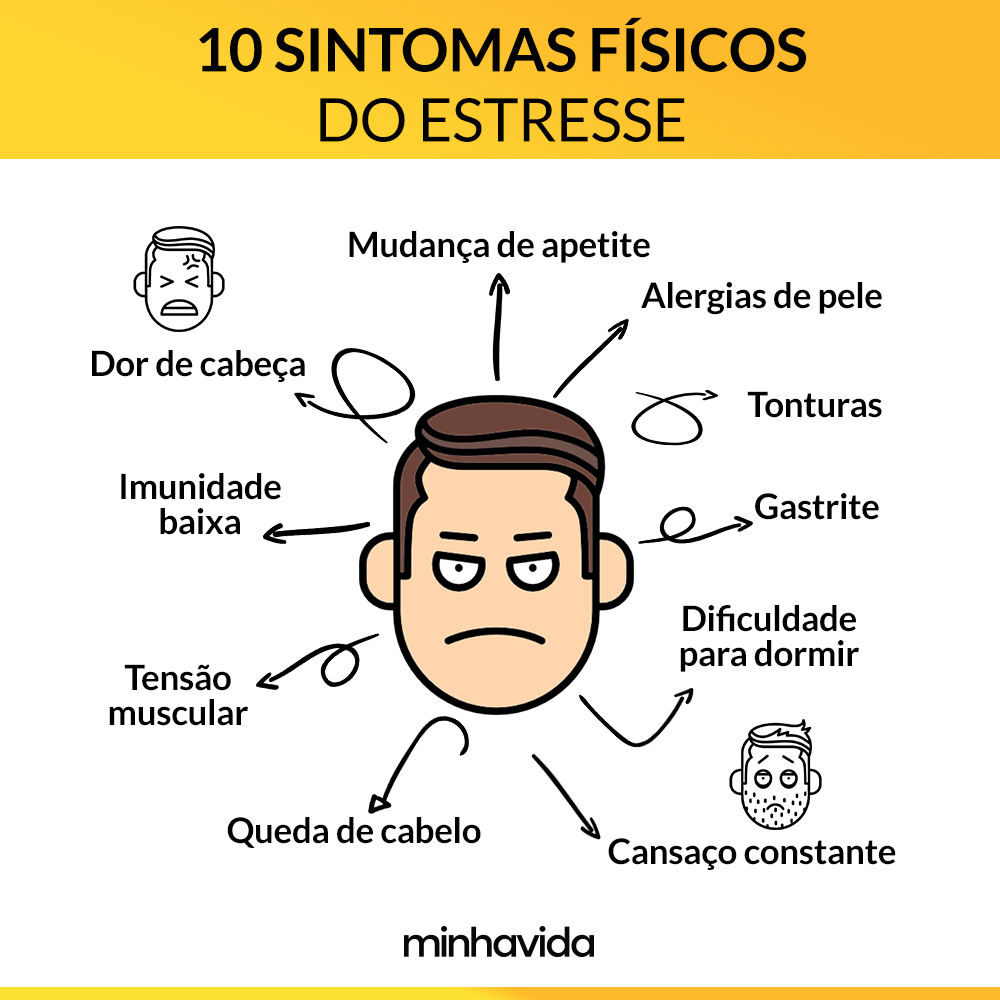 10 SINTOMAS FÍSICOS
DO ESTRESSE
Mudança de apetite
Alergias de pele
Dor de cabeça
Tonturas
Imunidade
baixa
Gastrite
Dificuldade
para dormir
Tensão
muscular
Queda de cabelo
Cansaço constante
minhavida